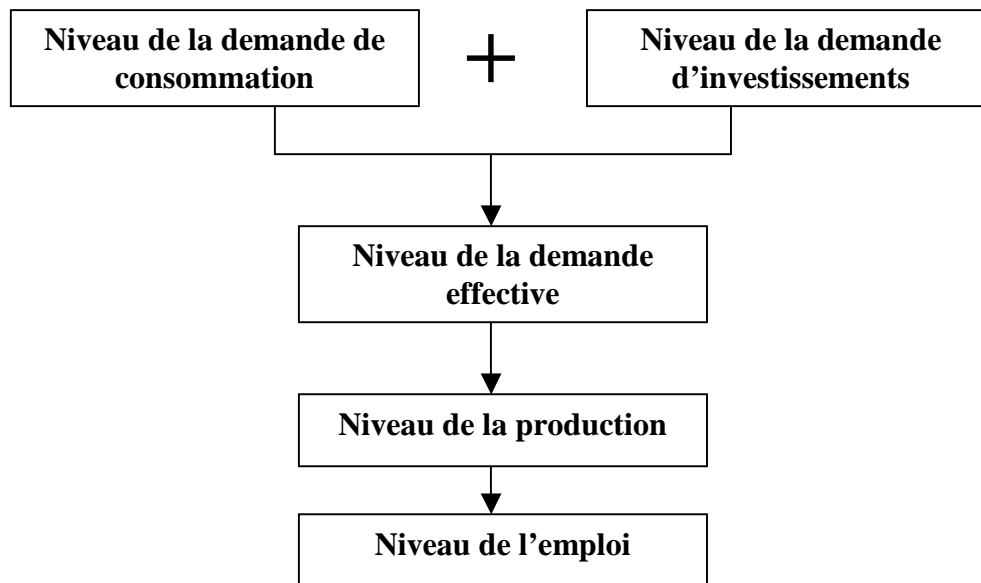 Niveau de la demande de
consommation
+
Niveau de la demande
d’investissements
Niveau de la demande
effective
Niveau de la production
Niveau de l’emploi